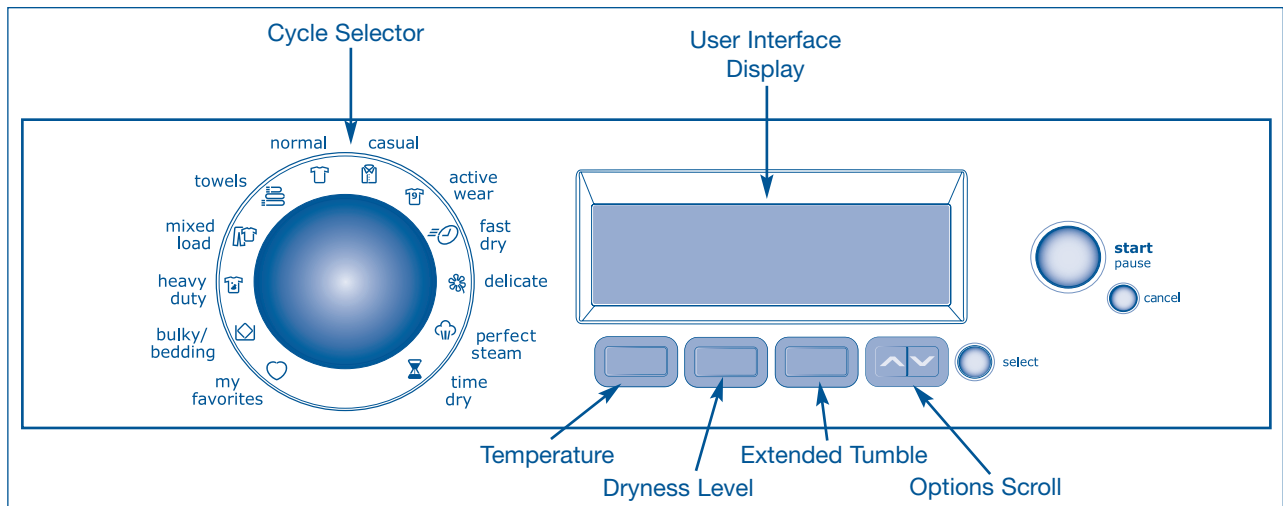 Cycle Selector
User Interface
Display
normal
casual
towels
active
wear
mixed
load
fast
dry
heavy
duty
delicate
bulky/
bedding
perfect
steam
my
favorites
time
dry
9
start
pause
cancel
select
Temperature
Dryness Level
Extended Tumble
Options Scroll